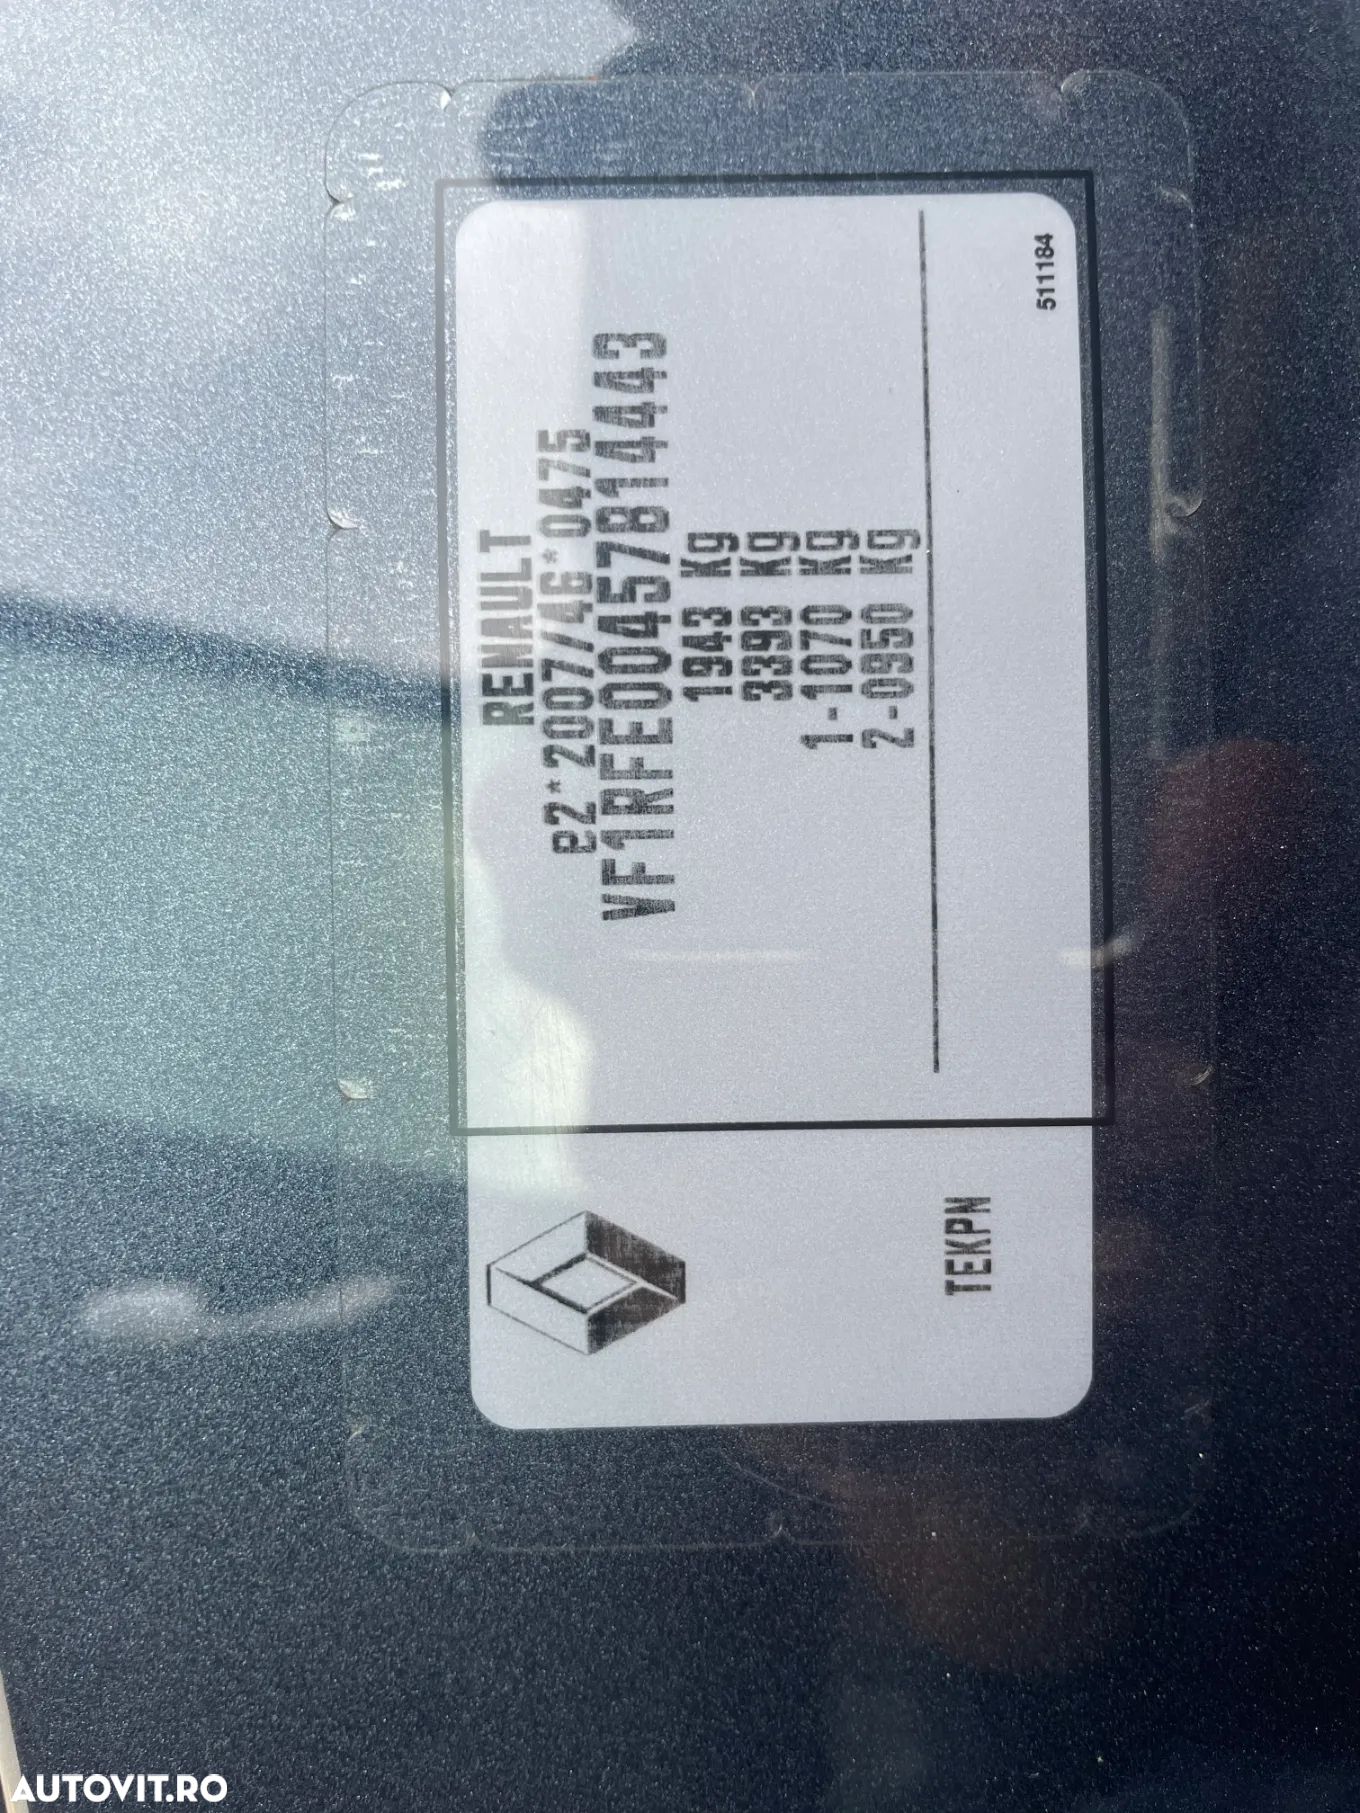 RENAULT
e2*2007/46*0475
VF1RFE00457814443
1943 Kg
3393 Kg
1-1070 Kg
2-0950 Kg
TEKPN
511184
AUTOVIT.RO